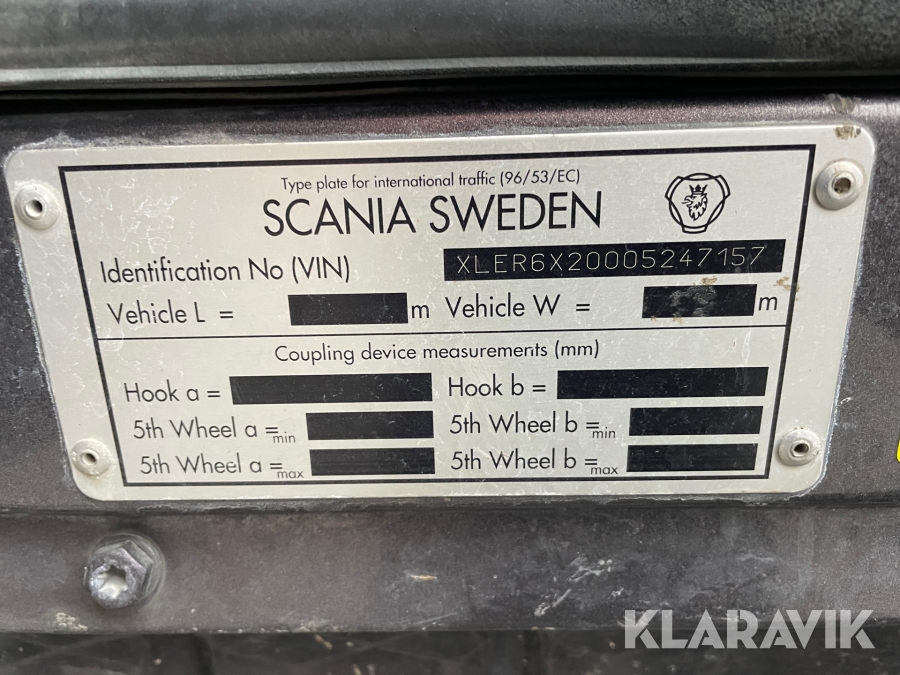 Type plate for international traffic (96/53/EC)
SCANIA SWEDEN
Identification No (VIN) XLER6X20005247157
Vehicle L = m Vehicle W = m
Coupling device measurements (mm)
Hook a = Hook b =
5th Wheel a =min 5th Wheel b =min
5th Wheel a =max 5th Wheel b =max
KLARAVIK